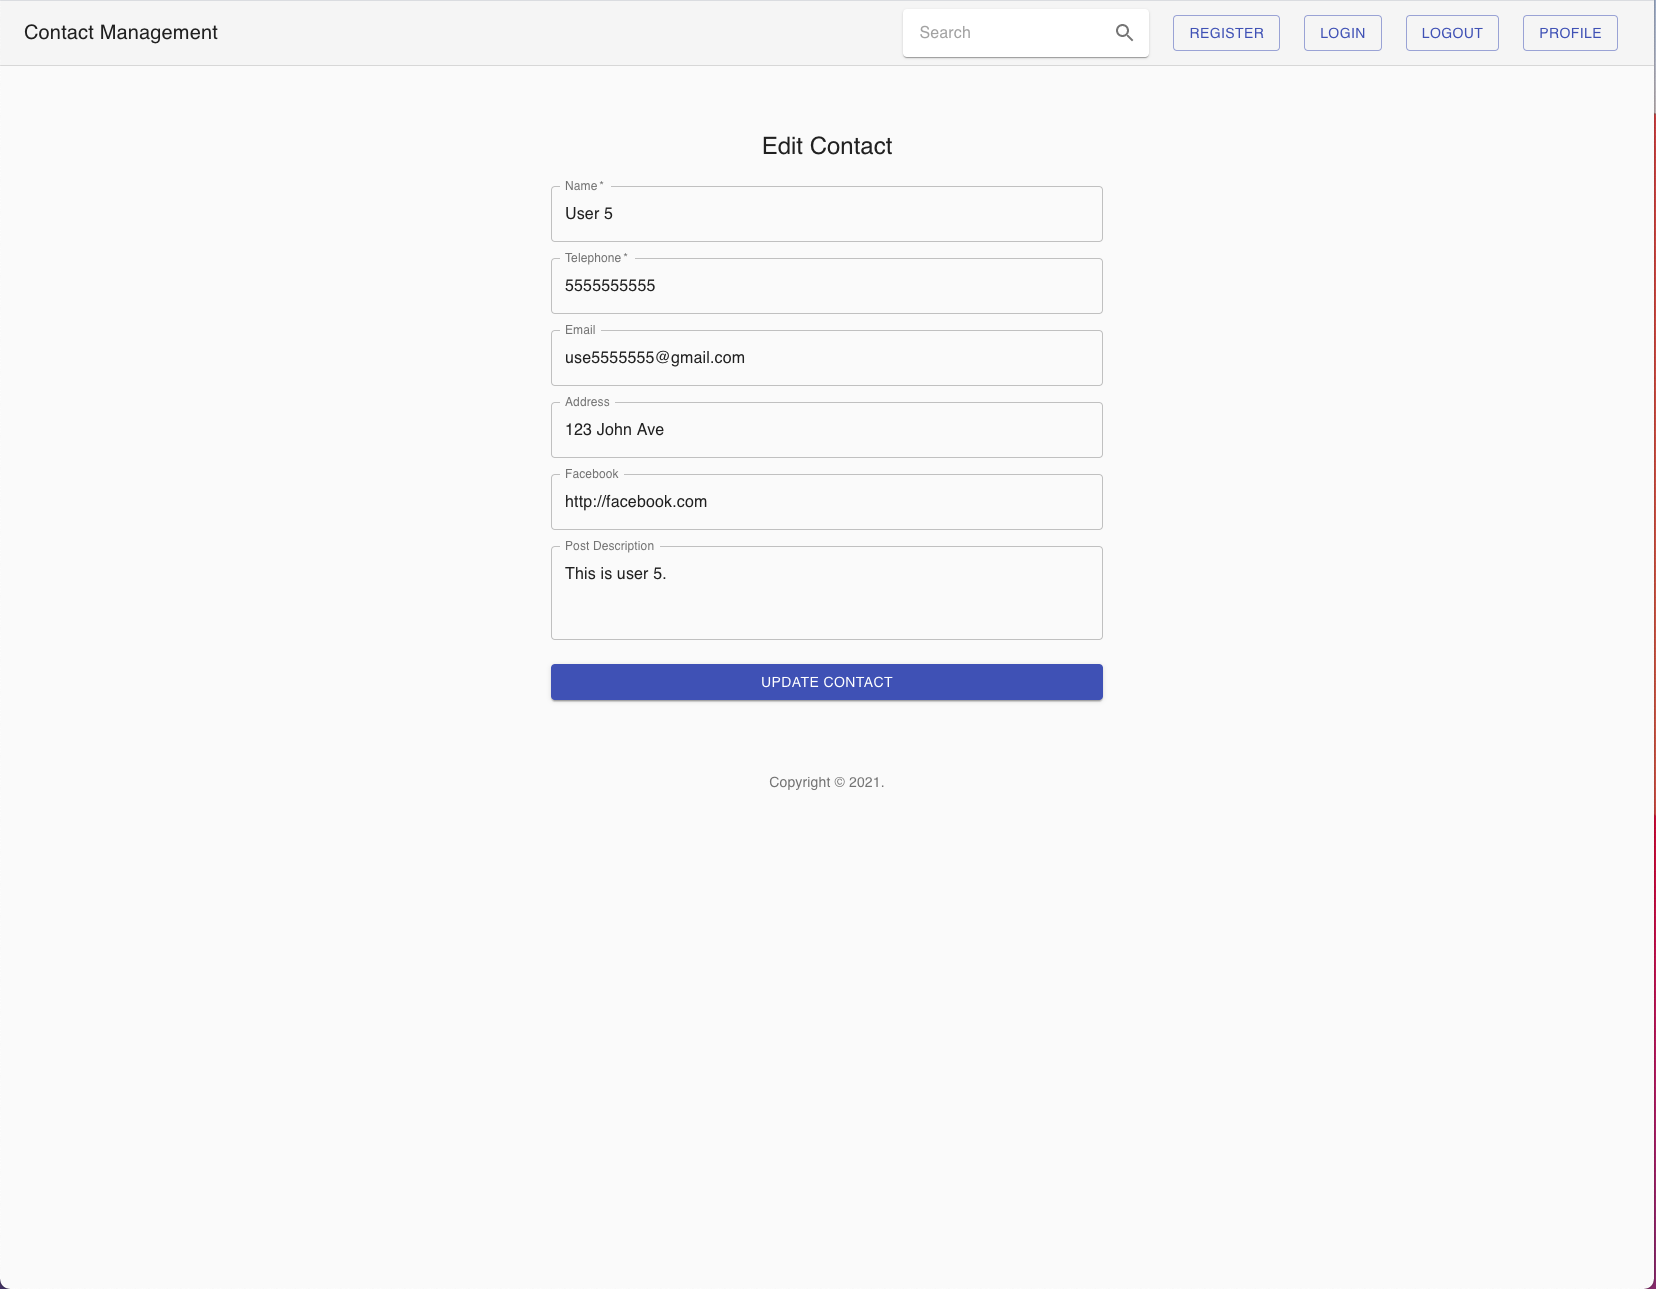 Contact Management
Search
REGISTER
LOGIN
LOGOUT
PROFILE
Edit Contact
Name *
User 5
Telephone *
5555555555
Email
use5555555@gmail.com
Address
123 John Ave
Facebook
http://facebook.com
Post Description
This is user 5.
UPDATE CONTACT
Copyright © 2021.